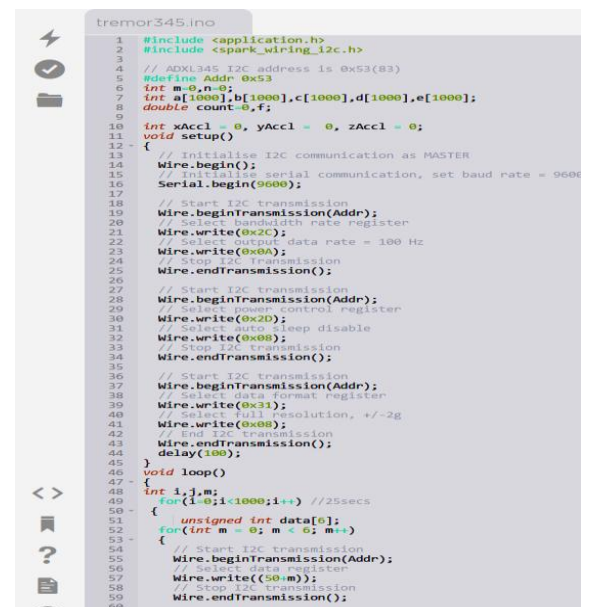 tremor345.ino
1 #include <application.h>
2 #include <spark_wiring_i2c.h>
3
4 // ADXL345 I2C address is 0x53(83)
5 #define Addr 0x53
6 int m=0,n=0;
7 int a[1000],b[1000],c[1000],d[1000],e[1000];
8 double count=0,f;
9
10 int xAccl = 0, yAccl = 0, zAccl = 0;
11 void setup()
12 - {
13 // Initialise I2C communication as MASTER
14 Wire.begin();
15 // Initialise serial communication, set baud rate = 9600
16 Serial.begin(9600);
17
18 // Start I2C transmission
19 Wire.beginTransmission(Addr);
20 // Select bandwidth rate register
21 Wire.write(0x2C);
22 // Select output data rate = 100 Hz
23 Wire.write(0x0A);
24 // Stop I2C Transmission
25 Wire.endTransmission();
26
27 // Start I2C transmission
28 Wire.beginTransmission(Addr);
29 // Select power control register
30 Wire.write(0x2D);
31 // Select auto sleep disable
32 Wire.write(0x08);
33 // Stop I2C transmission
34 Wire.endTransmission();
35
36 // Start I2C transmission
37 Wire.beginTransmission(Addr);
38 // Select data format register
39 Wire.write(0x31);
40 // Select full resolution, +/-2g
41 Wire.write(0x08);
42 // End I2C transmission
43 Wire.endTransmission();
44 delay(100);
45 }
46 void loop()
47 - {
48 int i,j,m;
49 for(i=0;i<1000;i++) //25secs
50 - {
51 unsigned int data[6];
52 for(int m = 0; m < 6; m++)
53 - {
54 // Start I2C transmission
55 Wire.beginTransmission(Addr);
56 // Select data register
57 Wire.write((50+m));
58 // Stop I2C transmission
59 Wire.endTransmission();
60